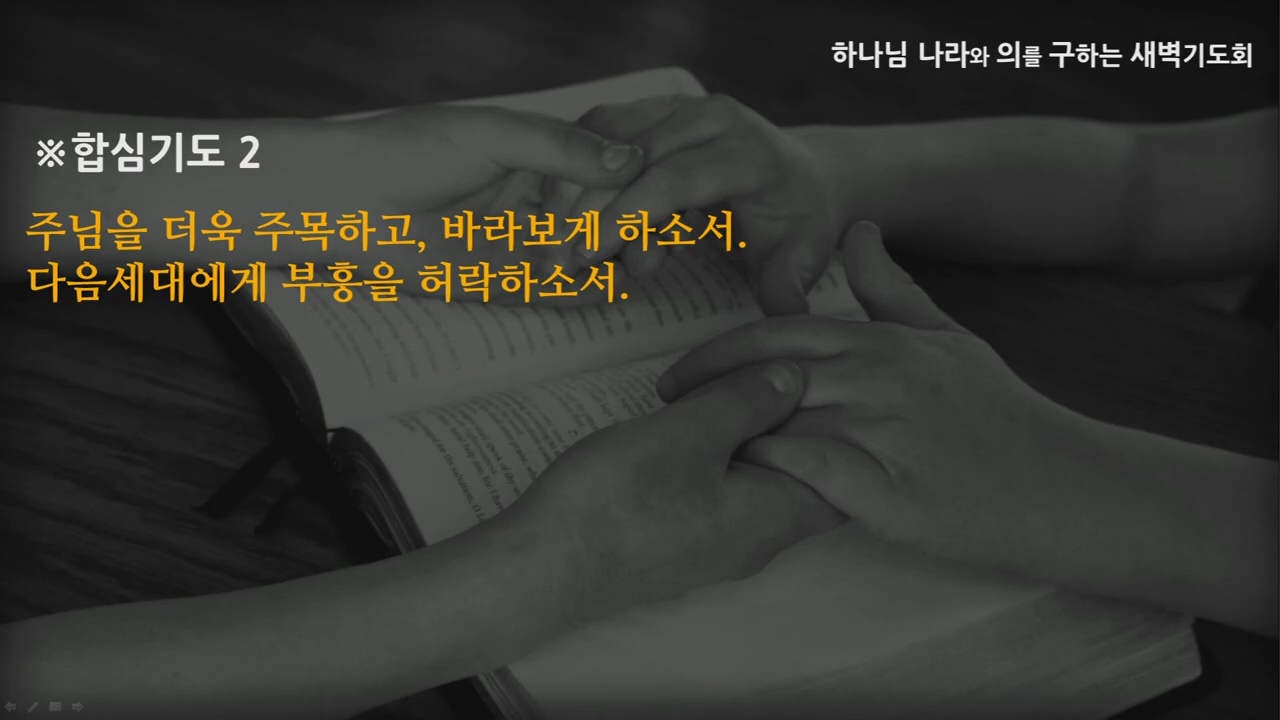 하나님 나라와 의를 구하는 새벽기도회
※합심기도 2
주님을 더욱 주목하고, 바라보게 하소서.
다음세대에게 부흥을 허락하소서.